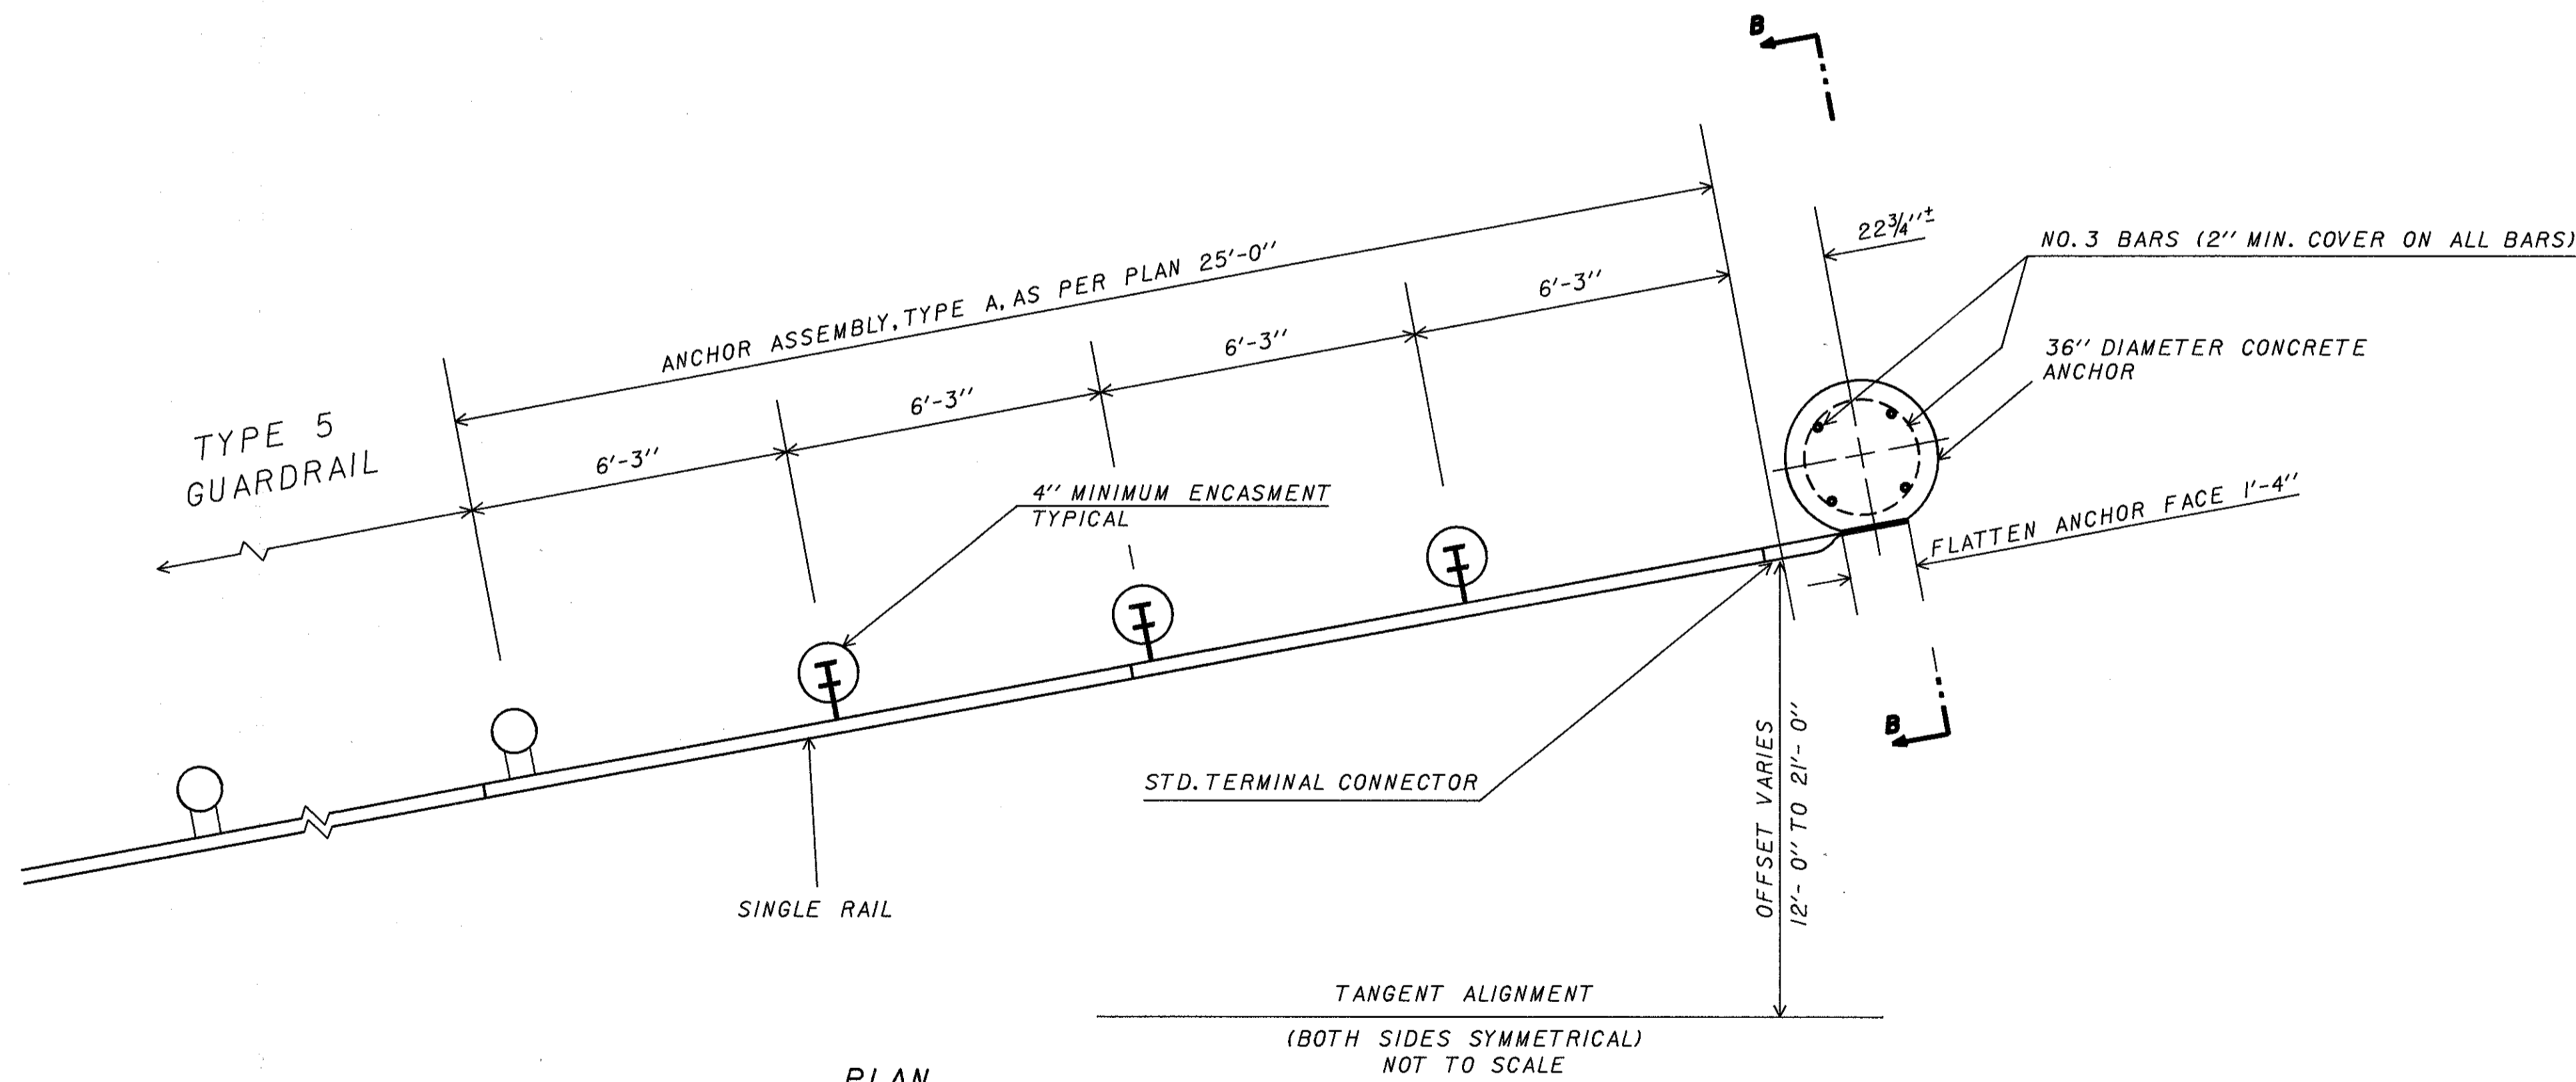 B
22¾"±
NO. 3 BARS (2" MIN. COVER ON ALL BARS)
ANCHOR ASSEMBLY, TYPE A, AS PER PLAN 25'-0"
6'-3"
6'-3"
6'-3"
6'-3"
36" DIAMETER CONCRETE
ANCHOR
TYPE 5
GUARDRAIL
4" MINIMUM ENCASMENT
TYPICAL
FLATTEN ANCHOR FACE 1'-4"
B
STD. TERMINAL CONNECTOR
OFFSET VARIES
12'- 0" TO 21'- 0"
SINGLE RAIL
TANGENT ALIGNMENT
(BOTH SIDES SYMMETRICAL)
NOT TO SCALE
PLAN